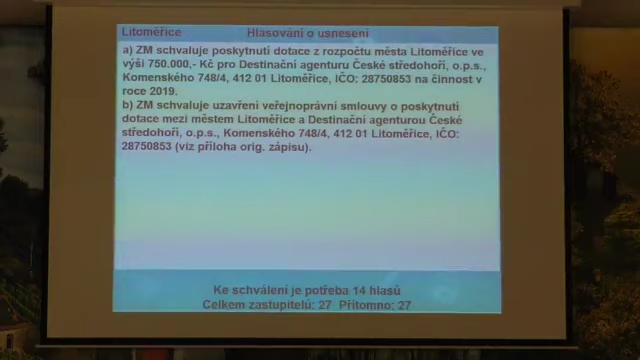 Litoměřice Hlasování o usnesení
a) ZM schvaluje poskytnutí dotace z rozpočtu města Litoměřice ve
výši 750.000,- Kč pro Destinační agenturu České středohoří, o.p.s.,
Komenského 748/4, 412 01 Litoměřice, IČO: 28750853 na činnost v
roce 2019.
b) ZM schvaluje uzavření veřejnoprávní smlouvy o poskytnutí
dotace mezi městem Litoměřice a Destinační agenturou České
středohoří, o.p.s., Komenského 748/4, 412 01 Litoměřice, IČO:
28750853 (viz příloha orig. zápisu).
Ke schválení je potřeba 14 hlasů
Celkem zastupitelů: 27 Přítomno: 27